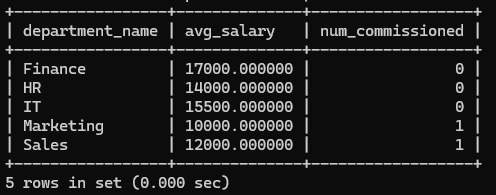 +-----------------+--------------+------------------+
| department_name | avg_salary   | num_commissioned |
+-----------------+--------------+------------------+
| Finance         | 17000.000000 |                0 |
| HR              | 14000.000000 |                0 |
| IT              | 15500.000000 |                0 |
| Marketing       | 10000.000000 |                1 |
| Sales           | 12000.000000 |                1 |
+-----------------+--------------+------------------+
5 rows in set (0.000 sec)